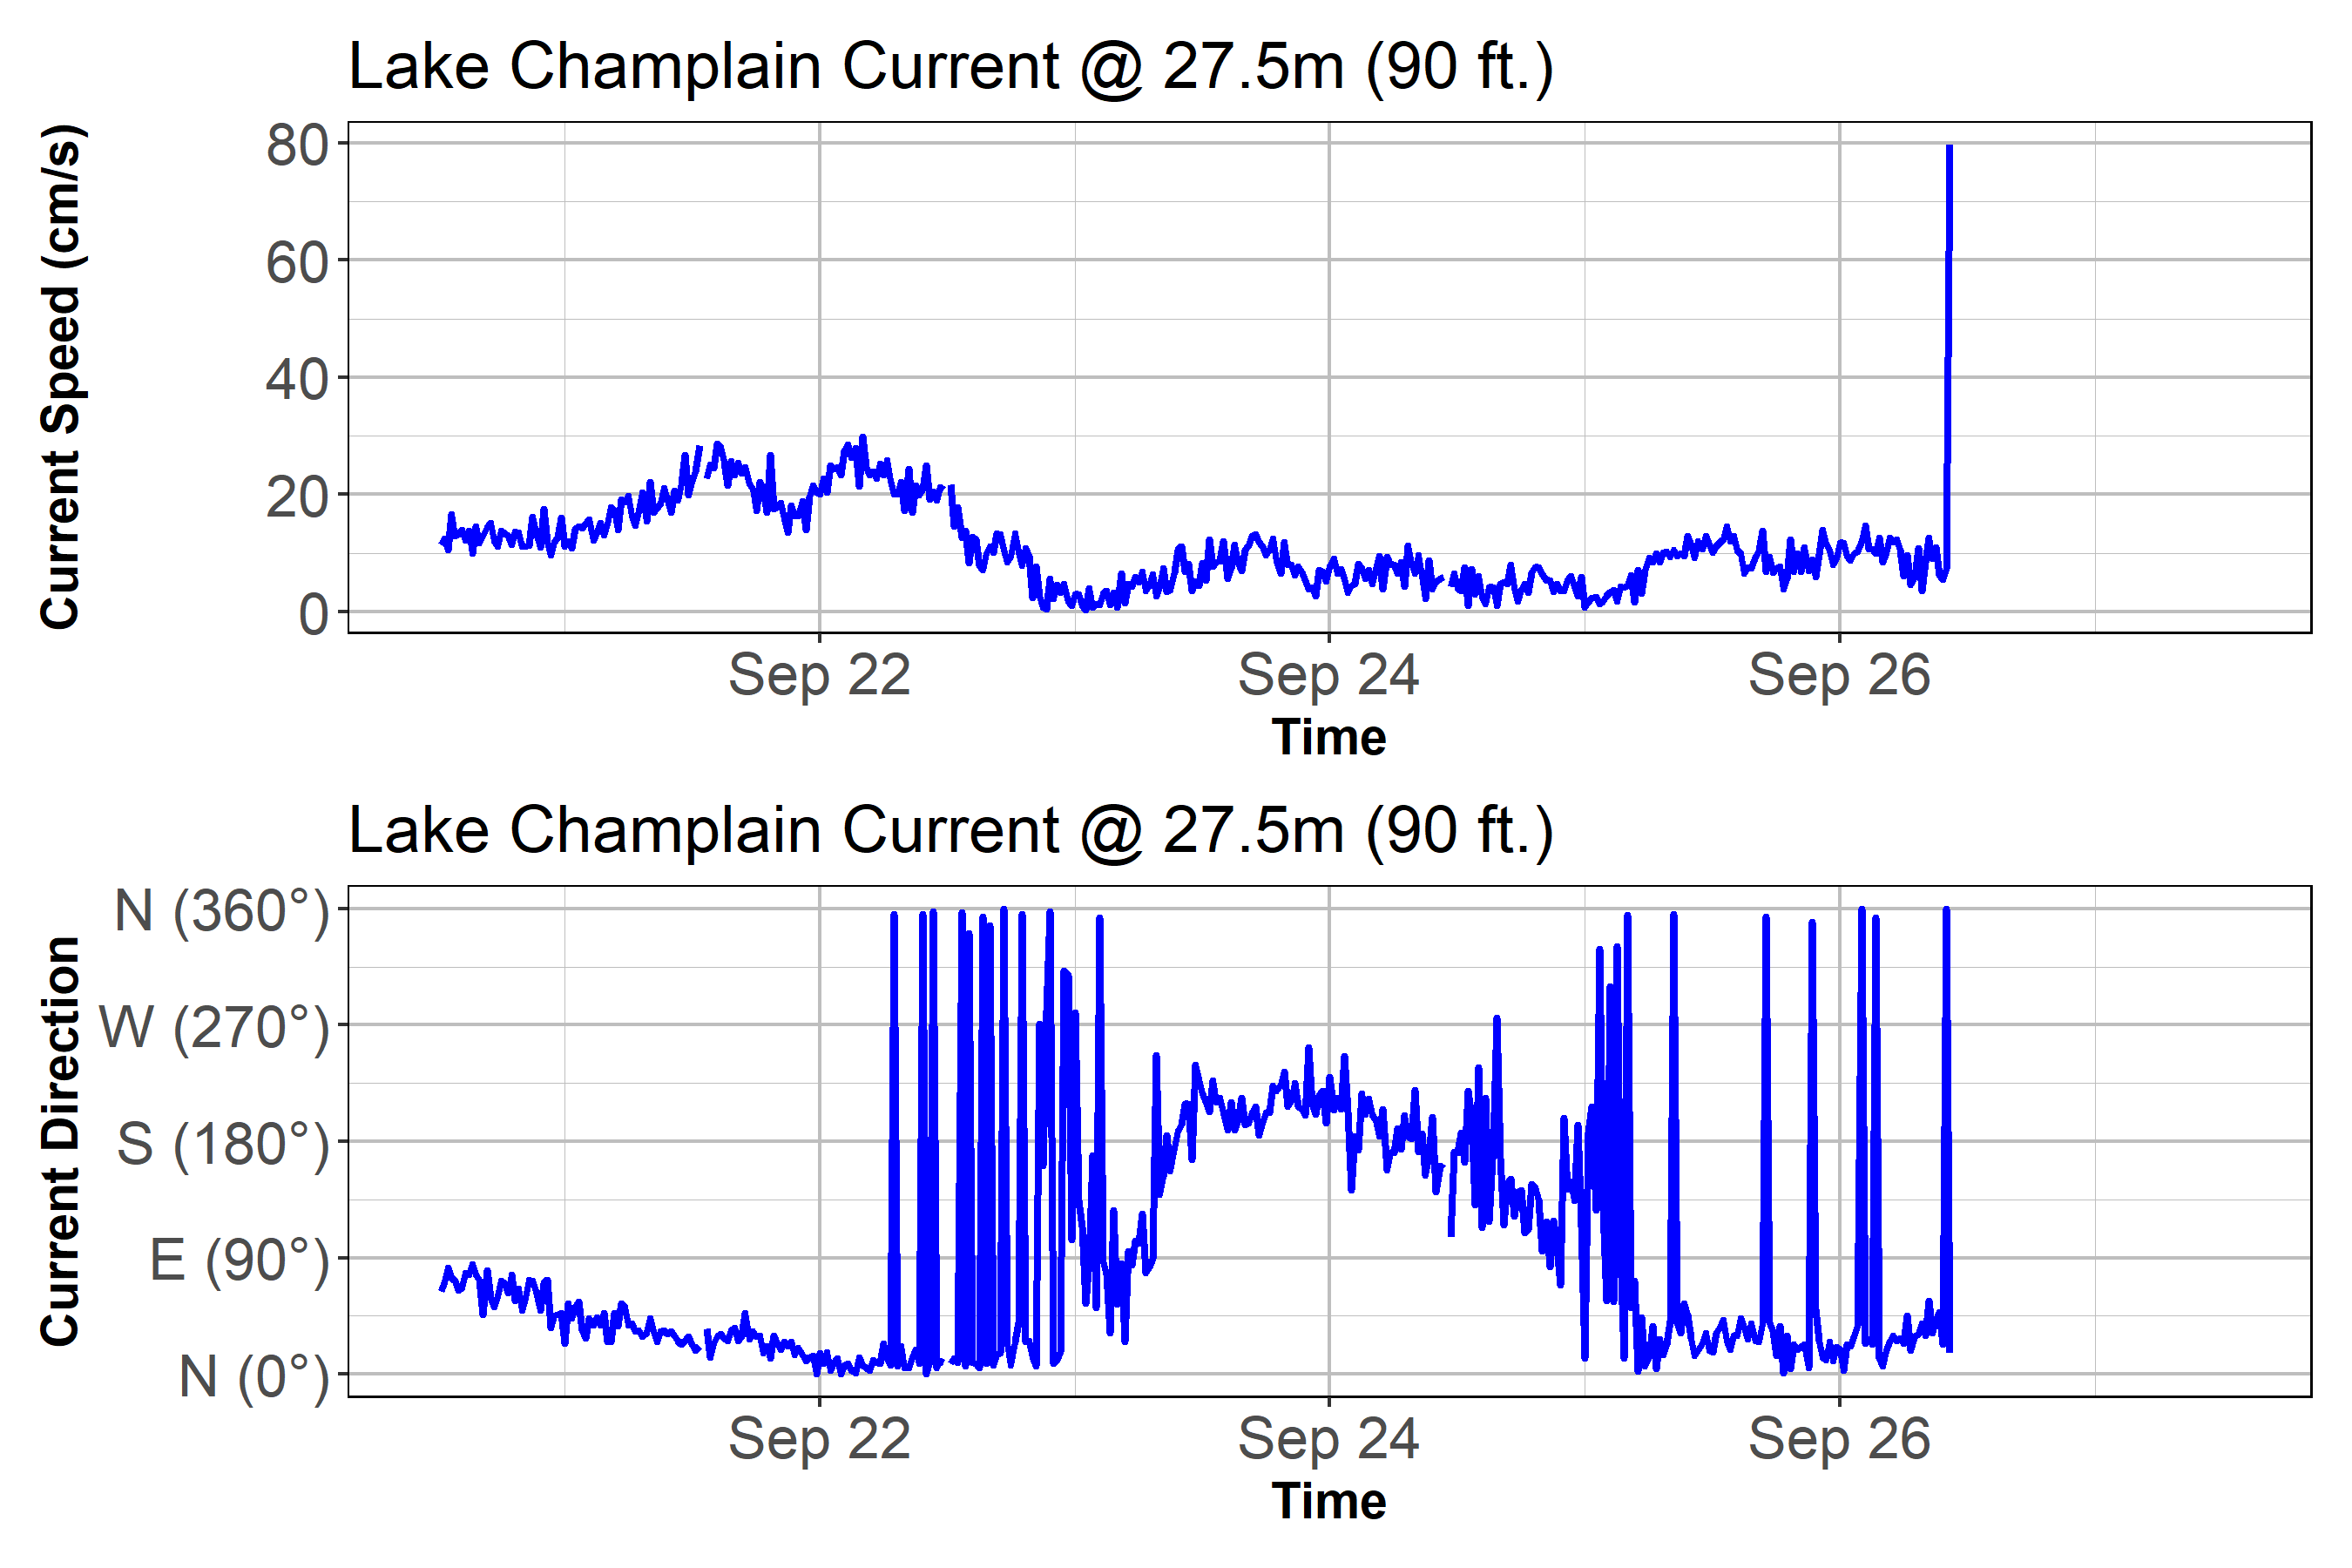 Lake Champlain Current @ 27.5m (90 ft.)
Current Speed (cm/s)
80
60
40
20
0
Sep 22 Sep 24 Sep 26
Time
Lake Champlain Current @ 27.5m (90 ft.)
Current Direction
N (360°)
W (270°)
S (180°)
E (90°)
N (0°)
Sep 22 Sep 24 Sep 26
Time